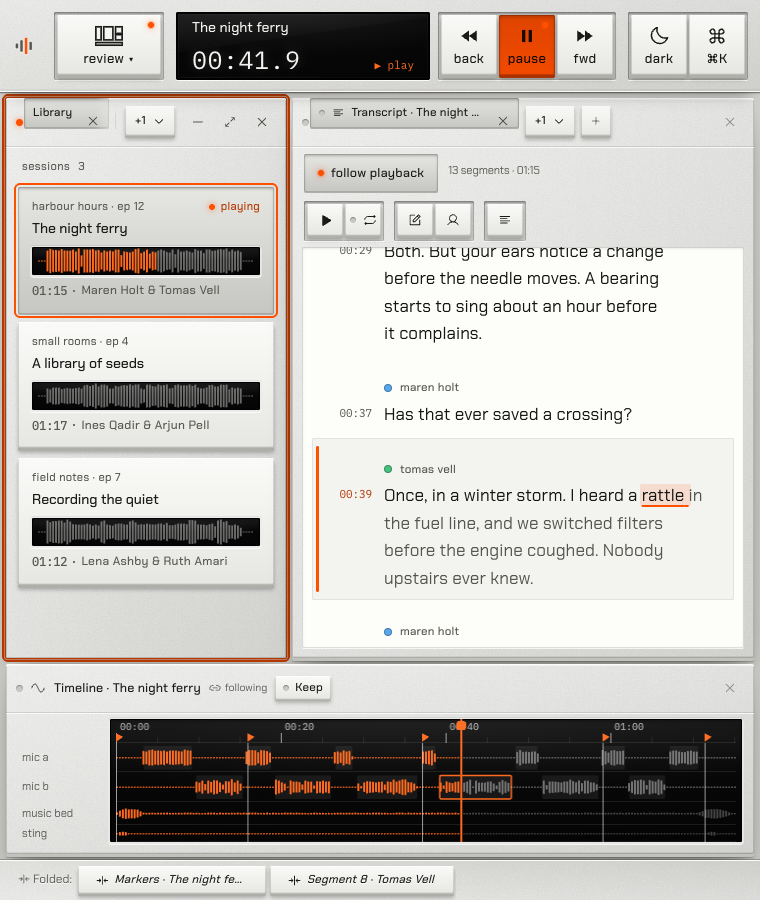 review ▾
The night ferry
00:41.9
▶ play
back
pause
fwd
dark
⌘K
Library
+1
sessions 3
harbour hours · ep 12
playing
The night ferry
01:15 · Maren Holt & Tomas Vell
small rooms · ep 4
A library of seeds
01:17 · Ines Qadir & Arjun Pell
field notes · ep 7
Recording the quiet
01:12 · Lena Ashby & Ruth Amari
Transcript · The night ...
+1
follow playback
13 segments · 01:15
00:29 Both. But your ears notice a change
before the needle moves. A bearing
starts to sing about an hour before
it complains.
maren holt
00:37 Has that ever saved a crossing?
tomas vell
00:39 Once, in a winter storm. I heard a rattle in
the fuel line, and we switched filters
before the engine coughed. Nobody
upstairs ever knew.
maren holt
Timeline · The night ferry
following
Keep
00:00 00:20 00:40 01:00
mic a
mic b
music bed
sting
Folded:
Markers · The night fe...
Segment 8 · Tomas Vell